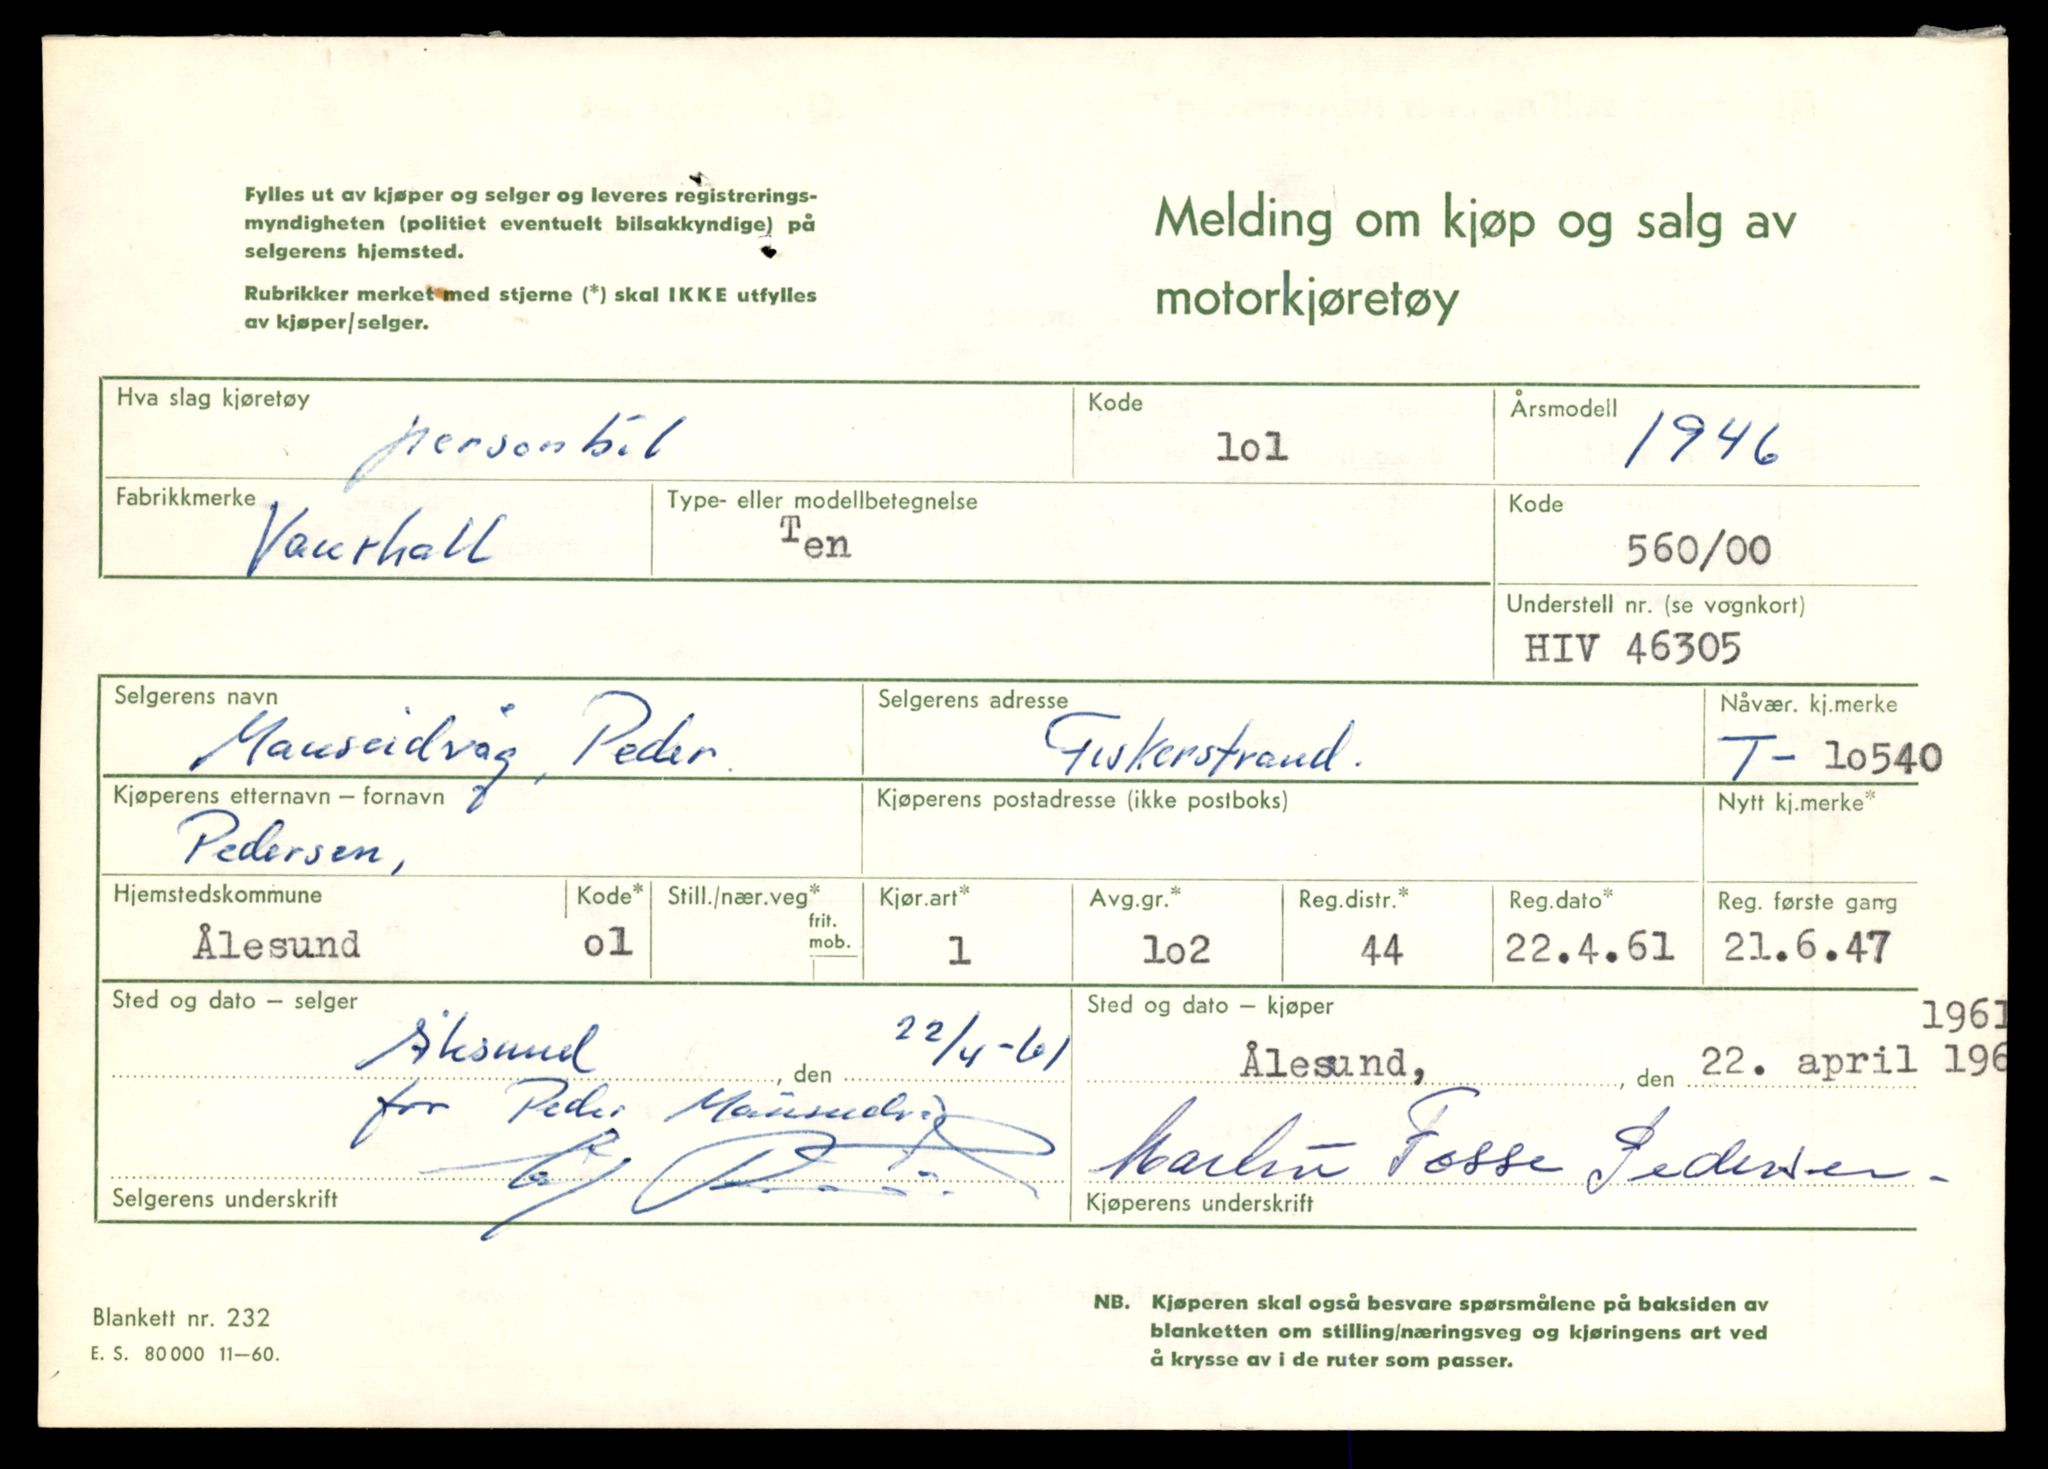 Fylles ut av kjøper og selger og leveres registrerings-
myndigheten (politiet eventuelt bilsakkyndige) på
selgerens hjemsted.
Rubrikker merket med stjerne (*) skal IKKE utfylles
av kjøper/selger.
Melding om kjøp og salg av
motorkjøretøy
Hva slag kjøretøy
personbil
Kode
lol
Årsmodell
1946
Fabrikkmerke
Vauxhall
Type- eller modellbetegnelse
Ten
Kode
560/00
Understell nr. (se vognkort)
HIV 46305
Selgerens navn
Mauseidvåg, Peder.
Selgerens adresse
Fiskerstrand.
Nåvær. kj.merke
T- lo540
Kjøperens etternavn – fornavn
Pedersen,
Kjøperens postadresse (ikke postboks)
Nytt kj.merke*
Hjemstedskommune
Ålesund
Kode*
ol
Still./nær.veg*
frit.
mob.
Kjør.art*
1
Avg.gr.*
lo2
Reg.distr.*
44
Reg.dato*
22.4.61
Reg. første gang
21.6.47
Sted og dato – selger
Ålesund, den 22/4-61
for Peder Mauseidvåg
Selgerens underskrift
Sted og dato – kjøper
1961
Ålesund, den 22. april 196
Martin Fosse Pedersen
Kjøperens underskrift
Blankett nr. 232
E. S. 80000 11–60.
NB. Kjøperen skal også besvare spørsmålene på baksiden av
blanketten om stilling/næringsveg og kjøringens art ved
å krysse av i de ruter som passer.